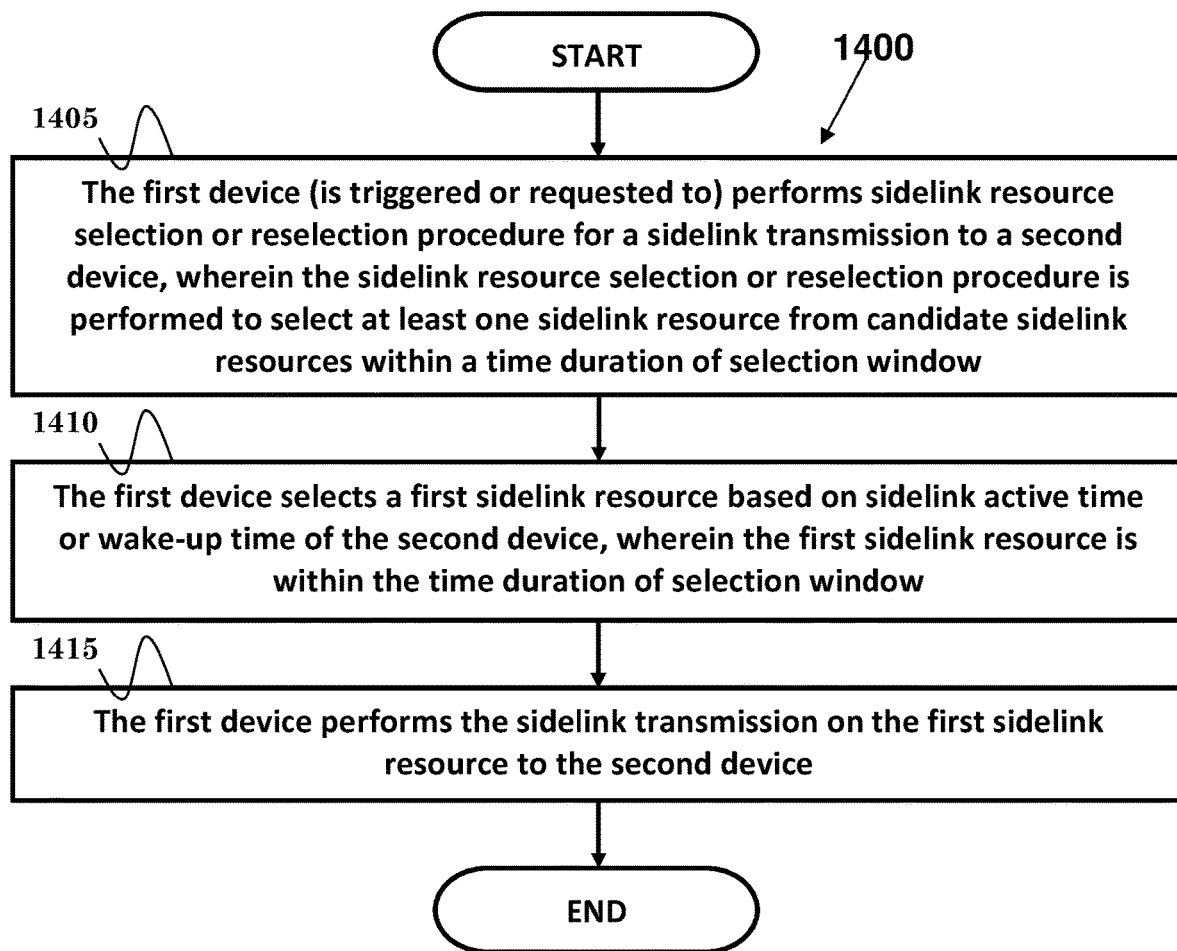 START
1400
1405
The first device (is triggered or requested to) performs sidelink resource
selection or reselection procedure for a sidelink transmission to a second
device, wherein the sidelink resource selection or reselection procedure is
performed to select at least one sidelink resource from candidate sidelink
resources within a time duration of selection window
1410
The first device selects a first sidelink resource based on sidelink active time
or wake-up time of the second device, wherein the first sidelink resource is
within the time duration of selection window
1415
The first device performs the sidelink transmission on the first sidelink
resource to the second device
END